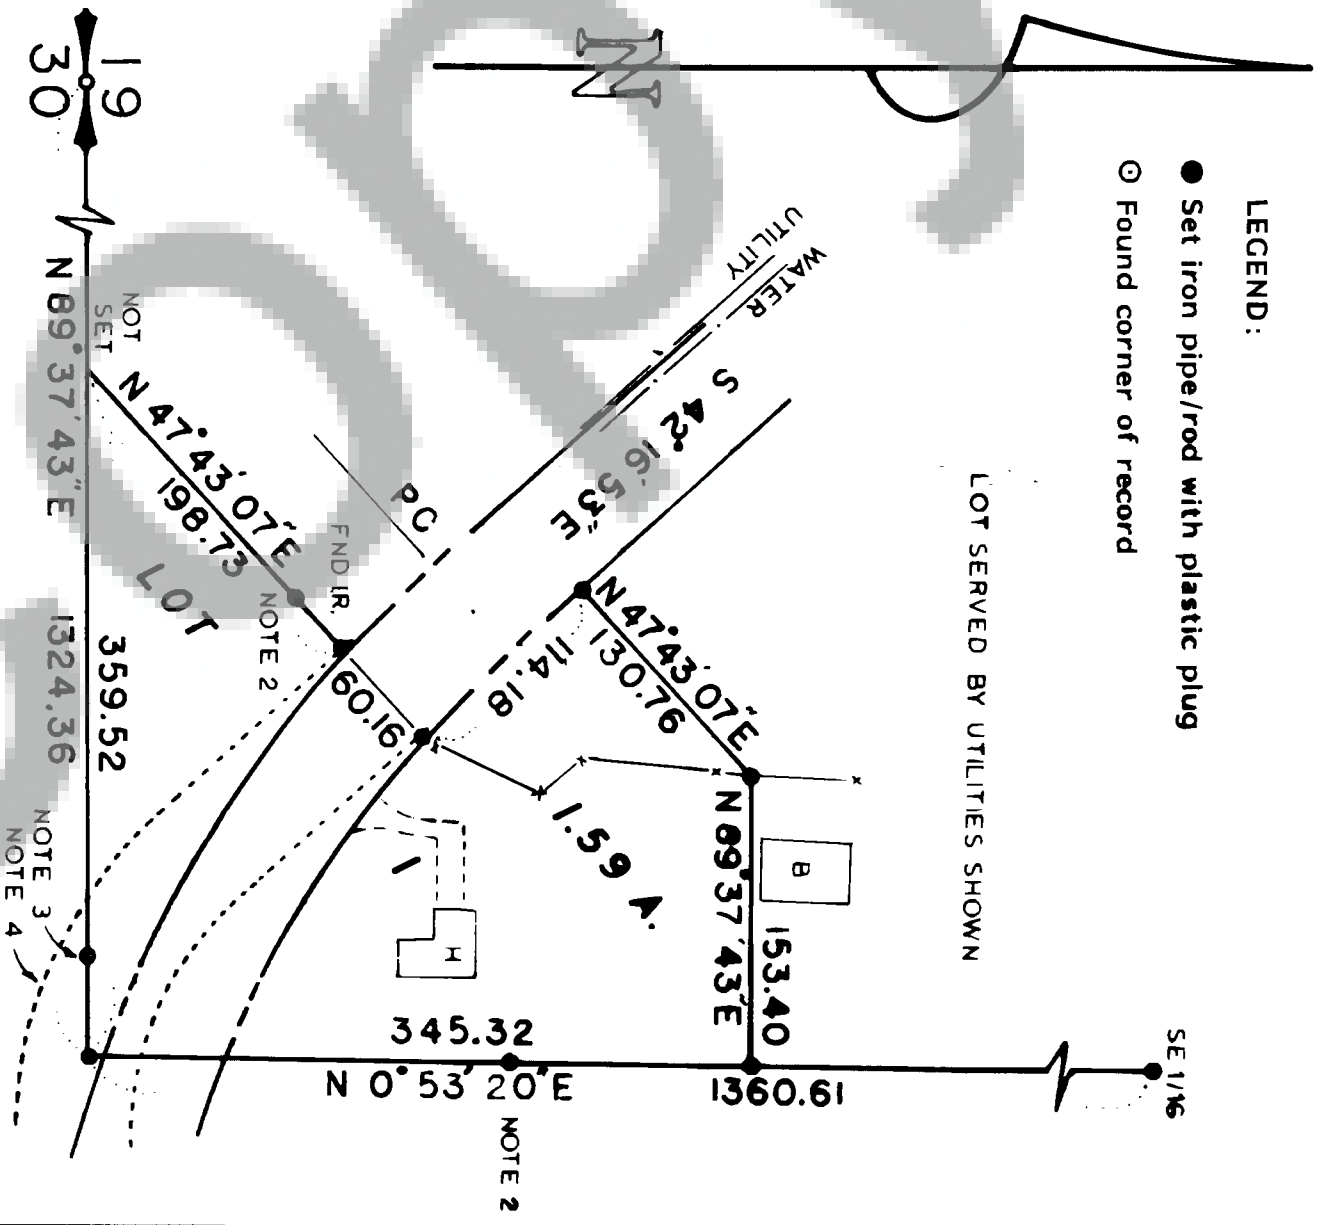 LEGEND:
● Set iron pipe/rod with plastic plug
⊙ Found corner of record
LOT SERVED BY UTILITIES SHOWN
SE 1/16
N
UTILITY
WATER
S 42°16'53"E
N 47°43'07"E
130.76
B
153.40
N 89°37'43"E
1360.61
114.18
1.59 A.
PC
FND IR.
NOTE 2
60.16
1
H
345.32
N 0°53'20"E
NOTE 2
19
30
NOT
SET
N 47°43'07"E
198.73
LOT
359.52
N 89°37'43"E
1324.36
NOTE 3
NOTE 4